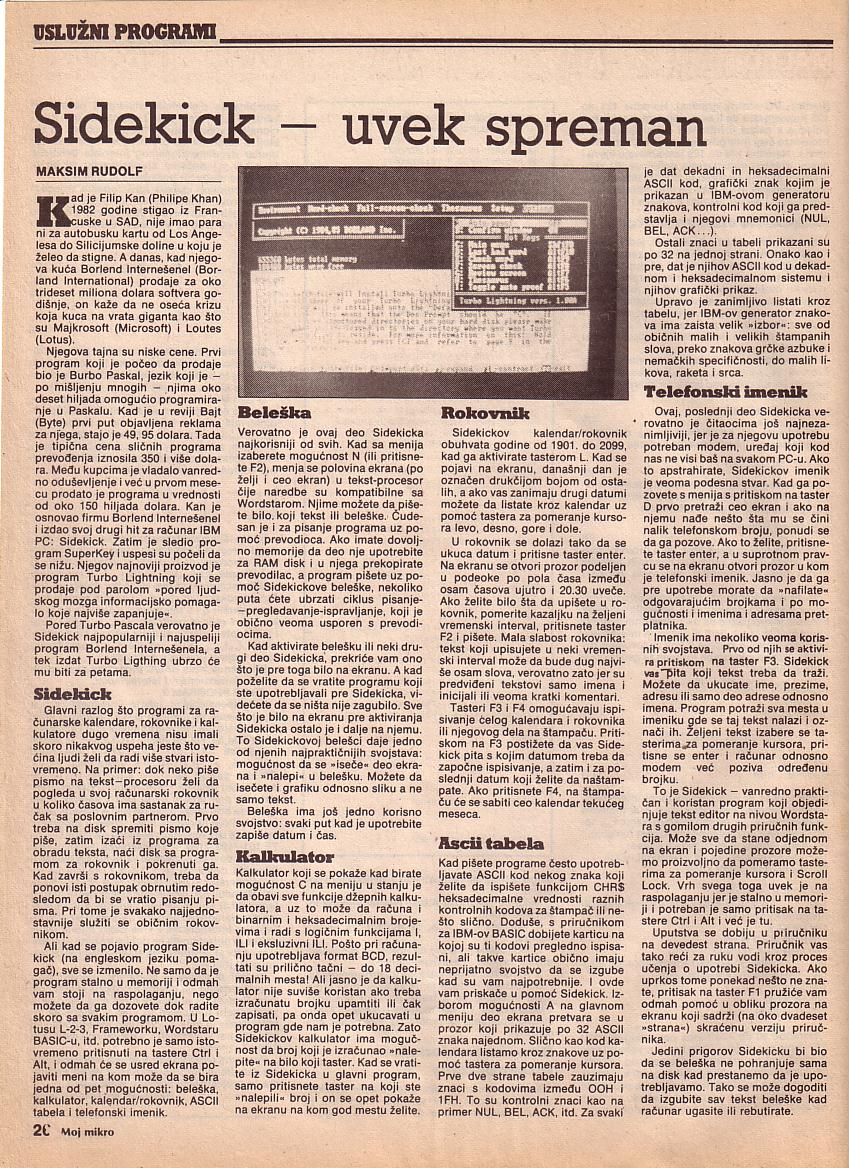 USLUŽNI PROGRAMI
Sidekick – uvek spreman
MAKSIM RUDOLF
Kad je Filip Kan (Philipe Khan)
1982 godine stigao iz Fran-
cuske u SAD, nije imao para
ni za autobusku kartu od Los Ange-
lesa do Silicijumske doline u koju je
želeo da stigne. A danas, kad njego-
va kuća Borlend Internešenel (Bor-
land International) prodaje za oko
trideset miliona dolara softvera go-
dišnje, on kaže da ne oseća krizu
koja kuca na vrata giganta kao što
su Majkrosoft (Microsoft) i Loutes
(Lotus).
Njegova tajna su niske cene. Prvi
program koji je počeo da prodaje
bio je Burbo Paskal, jezik koji je –
po mišljenju mnogih – njima oko
deset hiljada omogućio programira-
nje u Paskalu. Kad je u reviji Bajt
(Byte) prvi put objavljena reklama
za njega, stajo je 49, 95 dolara. Tada
je tipična cena sličnih programa
prevođenja iznosila 350 i više dola-
ra. Među kupcima je vladalo vanred-
no oduševljenje i već u prvom mese-
cu prodato je programa u vrednosti
od oko 150 hiljada dolara. Kan je
osnovao firmu Borlend Internešenel
i izdao svoj drugi hit za računar IBM
PC: Sidekick. Zatim je sledio pro-
gram SuperKey i uspesi su počeli da
se nižu. Njegov najnoviji proizvod je
program Turbo Lightning koji se
prodaje pod parolom »pored ljud-
skog mozga informacijsko pomaga-
lo koje najviše zapanjuje«.
Pored Turbo Pascala verovatno je
Sidekick najpopularniji i najuspeliji
program Borlend Internešenela, a
tek izdat Turbo Ligthing ubrzo će
mu biti za petama.
Sidekick
Glavni razlog što programi za ra-
čunarske kalendare, rokovnike i kal-
kulatore dugo vremena nisu imali
skoro nikakvog uspeha jeste što ve-
ćina ljudi želi da radi više stvari isto-
vremeno. Na primer: dok neko piše
pismo na tekst–procesoru želi da
pogleda u svoj računarski rokovnik
u koliko časova ima sastanak za ru-
čak sa poslovnim partnerom. Prvo
treba na disk spremiti pismo koje
piše, zatim izaći iz programa za
obradu teksta, naći disk sa progra-
mom za rokovnik i pokrenuti ga.
Kad završi s rokovnikom, treba da
ponovi isti postupak obrnutim redo-
sledom da bi se vratio pisanju pi-
sma. Pri tome je svakako najjedno-
stavnije služiti se običnim rokov-
nikom.
Ali kad se pojavio program Side-
kick (na engleskom jeziku poma-
gač), sve se izmenilo. Ne samo da je
program stalno u memoriji i odmah
vam stoji na raspolaganju, nego
možete da ga dozovete dok radite
skoro sa svakim programom. U Lo-
tusu L-2-3, Frameworku, Wordstaru
BASIC-u, itd. potrebno je samo isto-
vremeno pritisnuti na tastere Ctrl i
Alt, i odmah će se usred ekrana po-
javiti meni na kom može da se bira
jedna od pet mogućnosti: beleška,
kalkulator, kalendar/rokovnik, ASCII
tabela i telefonski imenik.
Environment Word-check Full-screen-check Thesaurus Setup
Copyright (C) 1984,85 BORLAND Inc.
bytes total memory
Turbo Lightning vers. 1.00A
Beleška
Verovatno je ovaj deo Sidekicka
najkorisniji od svih. Kad sa menija
izaberete mogućnost N (ili pritisne-
te F2), menja se polovina ekrana (po
želji i ceo ekran) u tekst-procesor
čije naredbe su kompatibilne sa
Wordstarom. Njime možete da piše-
te bilo koji tekst ili beleške. Čude-
san je i za pisanje programa uz po-
moć prevodioca. Ako imate dovolj-
no memorije da deo nje upotrebite
za RAM disk i u njega prekopirate
prevodilac, a program pišete uz po-
moč Sidekickove beleške, nekoliko
puta ćete ubrzati ciklus pisanje-
-pregledavanje-ispravljanje, koji je
obično veoma usporen s prevodi-
ocima.
Kad aktivirate belešku ili neki dru-
gi deo Sidekicka, prekriće vam ono
što je pre toga bilo na ekranu. A kad
poželite da se vratite programu koji
ste upotrebljavali pre Sidekicka, vi-
dećete da se ništa nije zagubilo. Sve
što je bilo na ekranu pre aktiviranja
Sidekicka ostalo je i dalje na njemu.
To Sidekickovoj belešci daje jedno
od njenih napraktičnijih svojstava:
mogućnost da se »iseče« deo ekra-
na i »nalepi« u belešku. Možete da
isečete i grafiku odnosno sliku a ne
samo tekst.
Beleška ima još jedno korisno
svojstvo: svaki put kad je upotrebite
zapiše datum i čas.
Kalkulator
Kalkulator koji se pokaže kad birate
mogućnost C na meniju u stanju je
da obavi sve funkcije džepnih kalku-
latora, a uz to može da računa i
binarnim i heksadecimalnim broje-
vima i radi s logičnim funkcijama I,
ILI i eksluzivni ILI. Pošto pri računa-
nju upotrebljava format BCD, rezul-
tati su prilično tačni – do 18 deci-
malnih mesta! Ali jasno je da kalku-
lator nije suviše koristan ako treba
izračunatu brojku upamtiti ili čak
zapisati, pa onda opet ukucavati u
program gde nam je potrebna. Zato
Sidekickov kalkulator ima moguć-
nost da broj koji je izračunao »nale-
pite« na bilo koji taster. Kad se vrati-
te iz Sidekicka u glavni program,
samo pritisnete taster na koji ste
»nalepili« broj i on se opet pokaže
na ekranu na kom god mestu želite.
Rokovnik
Sidekickov kalendar/rokovnik
obuhvata godine od 1901. do 2099,
kad ga aktivirate tasterom L. Kad se
pojavi na ekranu, današnji dan je
označen drukčijom bojom od osta-
lih, a ako vas zanimaju drugi datumi
možete da listate kroz kalendar uz
pomoć tastera za pomeranje kurso-
ra levo, desno, gore i dole.
U rokovnik se dolazi tako da se
ukuca datum i pritisne taster enter.
Na ekranu se otvori prozor podeljen
u podeoke po pola časa između
osam časova ujutro i 20.30 uveče.
Ako želite bilo šta da upišete u ro-
kovnik, pomerite kazaljku na željeni
vremenski interval, pritisnete taster
F2 i pišete. Mala slabost rokovnika:
tekst koji upisujete u neki vremen-
ski interval može da bude dug najvi-
še osam slova, verovatno zato jer su
predviđeni tekstovi samo imena i
inicijali ili veoma kratki komentari.
Tasteri F3 i F4 omogućavaju ispi-
sivanje celog kalendara i rokovnika
ili njegovog dela na štampaču. Priti-
skom na F3 postižete da vas Side-
kick pita s kojim datumom treba da
započne ispisivanje, a zatim i za po-
slednji datum koji želite da naštam-
pate. Ako pritisnete F4, na štampa-
ču će se sabiti ceo kalendar tekućeg
meseca.
Ascii tabela
Kad pišete programe često upotreb-
ljavate ASCII kod nekog znaka koji
želite da ispišete funkcijom CHR$
heksadecimalne vrednosti raznih
kontrolnih kodova za štampač ili ne-
što slično. Doduše, s priručnikom
za IBM-ov BASIC dobijete karticu na
kojoj su ti kodovi pregledno ispisa-
ni, ali takve kartice obično imaju
neprijatno svojstvo da se izgube
kad su vam najpotrebnije. I ovde
vam priskače u pomoć Sidekick. Iz-
borom mogućnosti A na glavnom
meniju deo ekrana pretvara se u
prozor koji prikazuje po 32 ASCII
znaka najednom. Slično kao kod ka-
lendara listamo kroz znakove uz po-
moć tastera za pomeranje kursora.
Prve dve strane tabele zauzimaju
znaci s kodovima između OOH i
1FH. To su kontrolni znaci kao na
primer NUL, BEL, ACK, itd. Za svaki
je dat dekadni in heksadecimalni
ASCII kod, grafički znak kojim je
prikazan u IBM-ovom generatoru
znakova, kontrolni kod koji ga pred-
stavlja i njegovi mnemonici (NUL,
BEL, ACK...).
Ostali znaci u tabeli prikazani su
po 32 na jednoj strani. Onako kao i
pre, dat je njihov ASCII kod u dekad-
nom i heksadecimalnom sistemu i
njihov grafički prikaz.
Upravo je zanimljivo listati kroz
tabelu, jer IBM-ov generator znako-
va ima zaista velik »izbor«: sve od
običnih malih i velikih štampanih
slova, preko znakova grčke azbuke i
nemačkih specifičnosti, do malih li-
kova, raketa i srca.
Telefonski imenik
Ovaj, poslednji deo Sidekicka ve-
rovatno je čitaocima još najneza-
nimljiviji, jer je za njegovu upotrebu
potreban modem, uređaj koji kod
nas ne visi baš na svakom PC-u. Ako
to apstrahirate, Sidekickov imenik
je veoma podesna stvar. Kad ga po-
zovete s menija s pritiskom na taster
D prvo pretraži ceo ekran i ako na
njemu nađe nešto šta mu se čini
nalik telefonskom broju, ponudi se
da ga pozove. Ako to želite, pritisne-
te taster enter, a u suprotnom prav-
cu se na ekranu otvori prozor u kom
je telefonski imenik. Jasno je da ga
pre upotrebe morate da »nafilate«
odgovarajućim brojkama i po mo-
gućnosti i imenima i adresama pret-
platnika.
Imenik ima nekoliko veoma koris-
nih svojstava. Prvo od njih se aktivi-
ra pritiskom na taster F3. Sidekick
vas pita koji tekst treba da traži.
Možete da ukucate ime, prezime,
adresu ili samo deo adrese odnosno
imena. Program potraži sva mesta u
imeniku gde se taj tekst nalazi i oz-
nači ih. Željeni tekst izabere se ta-
sterima za pomeranje kursora, pri-
tisne se enter i računar odnosno
modem već poziva određenu
brojku.
To je Sidekick – vanredno prakti-
čan i koristan program koji objedi-
njuje tekst editor na nivou Wordsta-
ra s gomilom drugih priručnih funk-
cija. Može sve da stane odjednom
na ekran i pojedine prozore može-
mo proizvoljno da pomeramo taste-
rima za pomeranje kursora i Scroll
Lock. Vrh svega toga uvek je na
raspolaganju jer je stalno u memori-
ji i potreban je samo pritisak na ta-
stere Ctrl i Alt i već je tu.
Uputstva se dobiju u priručniku
na devedest strana. Priručnik vas
tako reći za ruku vodi kroz proces
učenja o upotrebi Sidekicka. Ako
uprkos tome ponekad nešto ne zna-
te, pritisak na taster F1 pružiće vam
odmah pomoć u obliku prozora na
ekranu koji sadrži (na oko dvadeset
»strana«) skraćenu verziju priruč-
nika.
Jedini prigorov Sidekicku bi bio
da se beleška ne pohranjuje sama
na disk kad prestanemo da je upo-
trebljavamo. Tako se može dogoditi
da izgubite sav tekst beleške kad
računar ugasite ili rebutirate.
Moj mikro